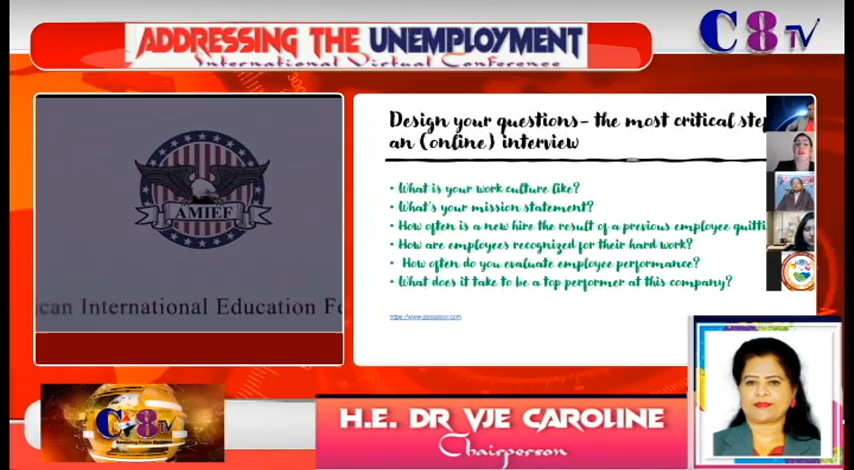 ADDRESSING THE UNEMPLOYMENT
International Virtual Conference
C8TV
AMIEF
can International Education Fe
Design your questions- the most critical step
an (online) interview
• What is your work culture like?
• What's your mission statement?
• How often is a new hire the result of a previous employee quitti
• How are employees recognized for their hard work?
• How often do you evaluate employee performance?
• What does it take to be a top performer at this company?
C8TV
H.E. DR VJE CAROLINE
Chairperson